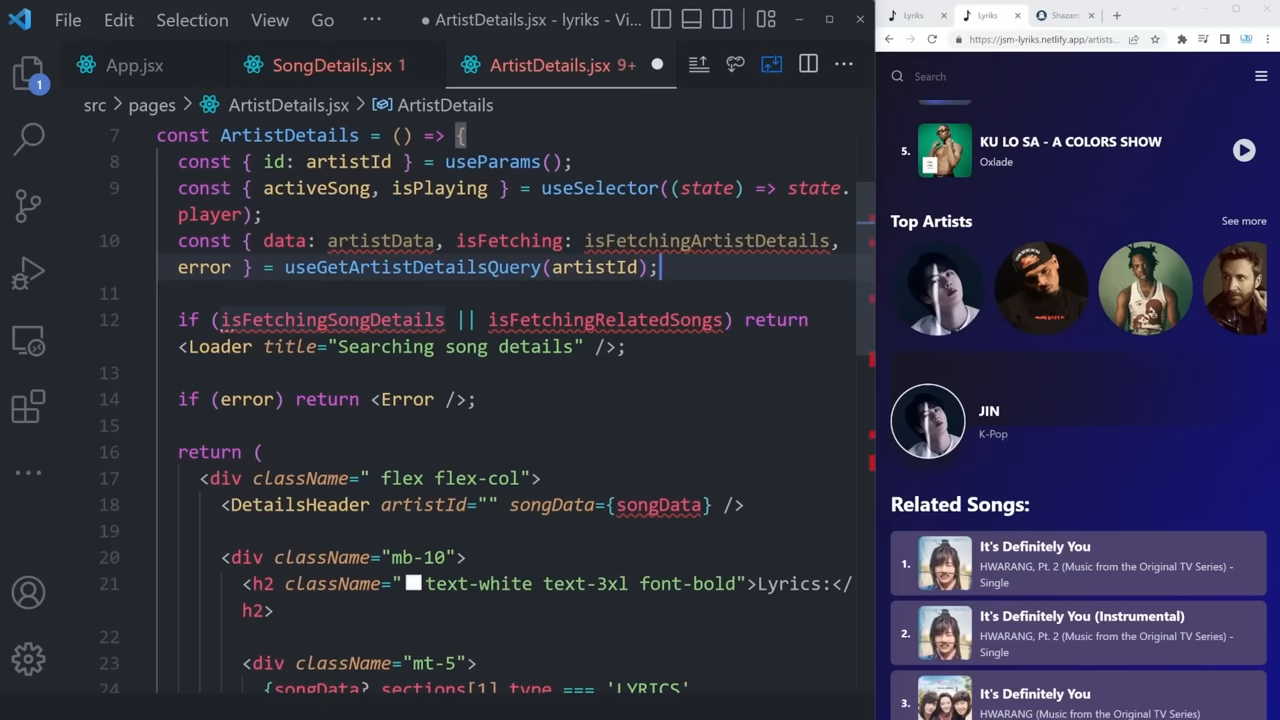 File Edit Selection View Go ··· ● ArtistDetails.jsx - lyriks - Vi...
App.jsx
SongDetails.jsx 1
ArtistDetails.jsx 9+
src > pages > ArtistDetails.jsx > ArtistDetails
1
7 const ArtistDetails = () => {
8 const { id: artistId } = useParams();
9 const { activeSong, isPlaying } = useSelector((state) => state.
player);
10 const { data: artistData, isFetching: isFetchingArtistDetails,
error } = useGetArtistDetailsQuery(artistId);
11
12 if (isFetchingSongDetails || isFetchingRelatedSongs) return
<Loader title="Searching song details" />;
13
14 if (error) return <Error />;
15
16 return (
17 <div className=" flex flex-col">
18 <DetailsHeader artistId="" songData={songData} />
19
20 <div className="mb-10">
21 <h2 className="text-white text-3xl font-bold">Lyrics:</
h2>
22
23 <div className="mt-5">
24 {songData?.sections[1].type === 'LYRICS'
Lyriks
Lyriks
Shazam
https://jsm-lyriks.netlify.app/artists...
Search
5. KU LO SA - A COLORS SHOW
Oxlade
Top Artists
See more
JIN
K-Pop
Related Songs:
1. It's Definitely You
HWARANG, Pt. 2 (Music from the Original TV Series) -
Single
2. It's Definitely You (Instrumental)
HWARANG, Pt. 2 (Music from the Original TV Series) -
Single
3. It's Definitely You
HWARANG (Music from the Original TV Series)